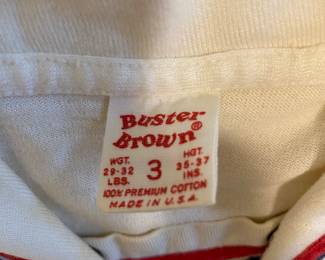 Buster
Brown®
WGT. 3 HGT.
29-32 35-37
LBS. INS.
100% PREMIUM COTTON
MADE IN U.S.A.